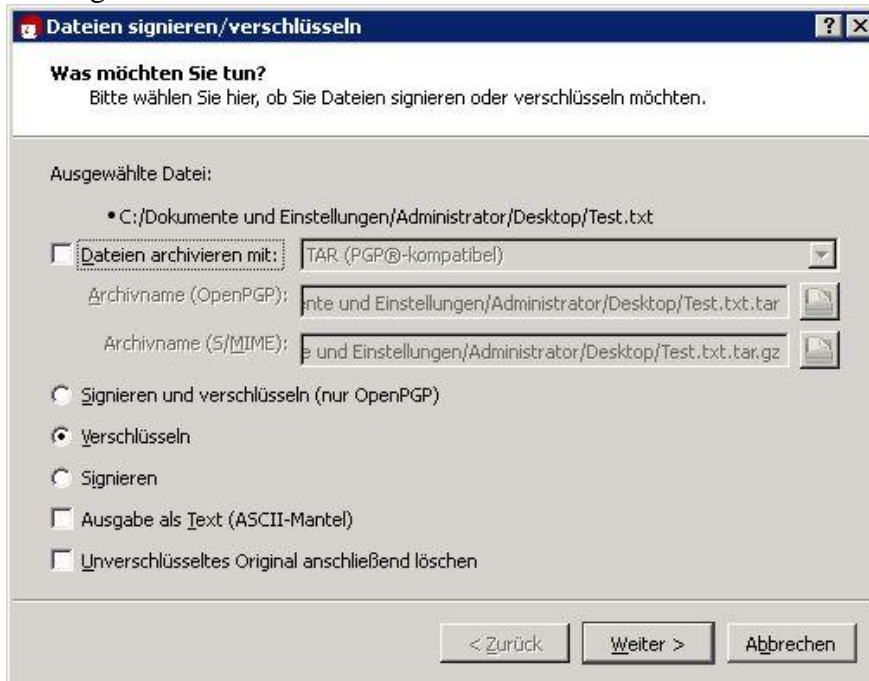 Dateien signieren/verschlüsseln
Was möchten Sie tun?
Bitte wählen Sie hier, ob Sie Dateien signieren oder verschlüseln möchten.
Ausgewählte Datei:
• C:/Dokumente und Einstellungen/Administrator/Desktop/Test.txt
Dateien archivieren mit: TAR (PGP®-kompatibel)
Archivname (OpenPGP): nte und Einstellungen/Administrator/Desktop/Test.txt.tar
Archivname (S/MIME): e und Einstellungen/Administrator/Desktop/Test.txt.tar.gz
Signieren und verschlüsseln (nur OpenPGP)
Verschlüsseln
Signieren
Ausgabe als Text (ASCII-Mantel)
Unverschlüsseltes Original anschließend löschen
< Zurück Weiter > Abbrechen